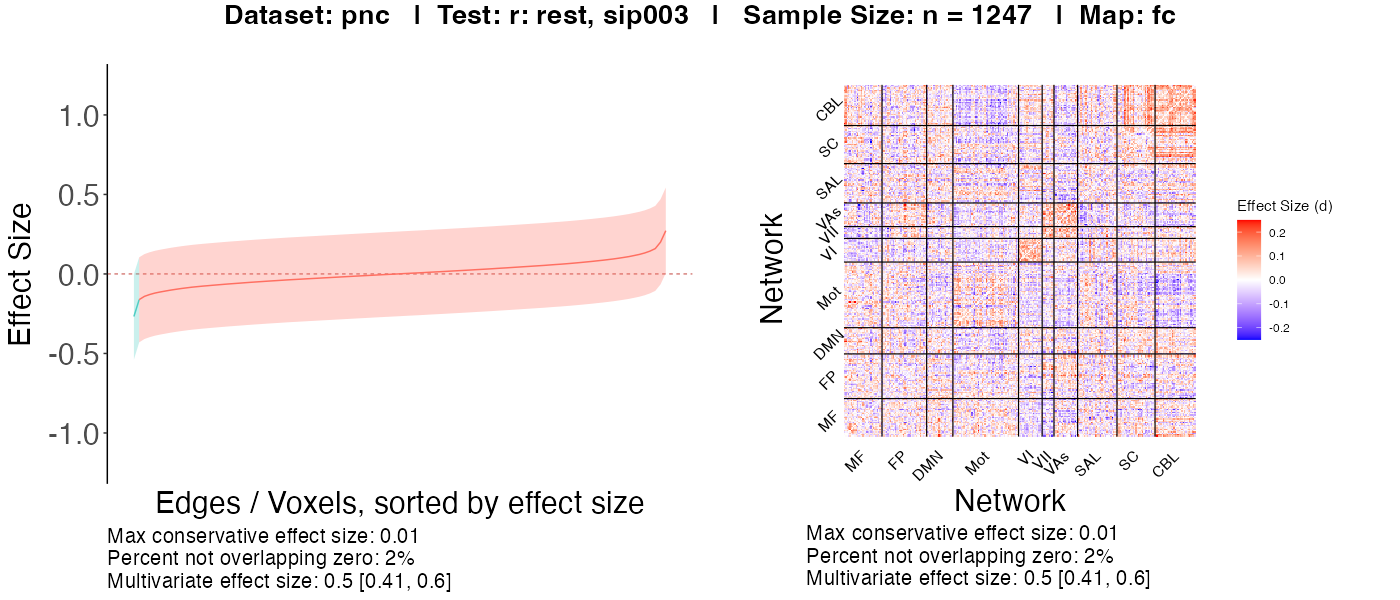 Dataset: pnc | Test: r: rest, sip003 | Sample Size: n = 1247 | Map: fc
Effect Size
1.0
0.5
0.0
-0.5
-1.0
Edges / Voxels, sorted by effect size
Max conservative effect size: 0.01
Percent not overlapping zero: 2%
Multivariate effect size: 0.5 [0.41, 0.6]
Network
CBL
SC
SAL
VAs
VII
VI
Mot
DMN
FP
MF
MF
FP
DMN
Mot
VI
VII
VAs
SAL
SC
CBL
Network
Max conservative effect size: 0.01
Percent not overlapping zero: 2%
Multivariate effect size: 0.5 [0.41, 0.6]
Effect Size (d)
0.2
0.1
0.0
-0.1
-0.2